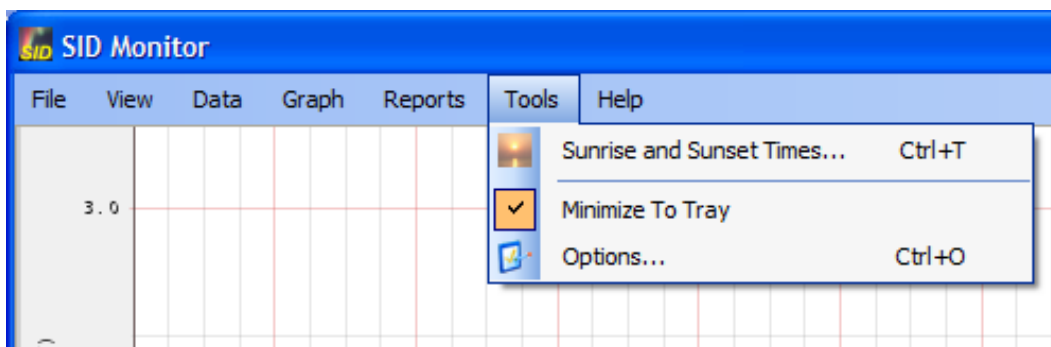 SID SID Monitor
File View Data Graph Reports Tools Help
Sunrise and Sunset Times... Ctrl+T
3.0
Minimize To Tray
Options... Ctrl+O
)